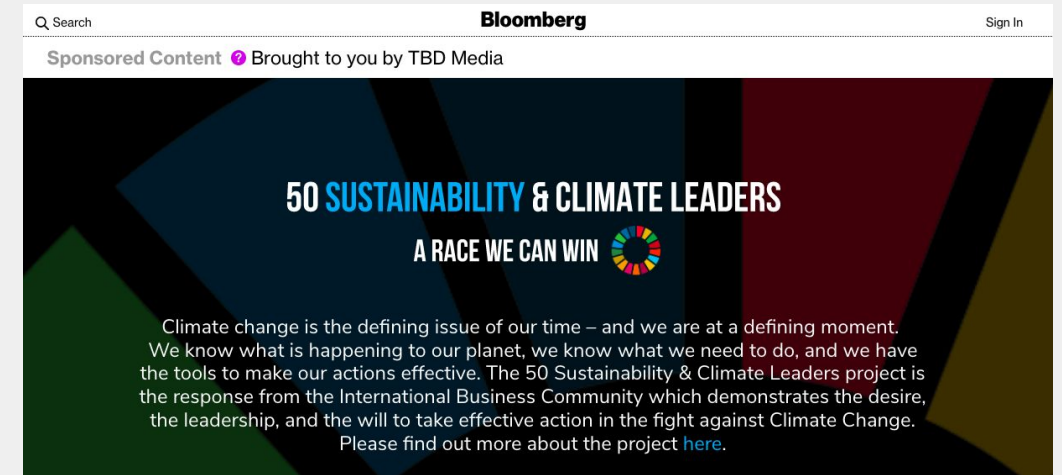 Search
Bloomberg
Sign In
Sponsored Content ? Brought to you by TBD Media
50 SUSTAINABILITY & CLIMATE LEADERS
A RACE WE CAN WIN
Climate change is the defining issue of our time – and we are at a defining moment.
We know what is happening to our planet, we know what we need to do, and we have
the tools to make our actions effective. The 50 Sustainability & Climate Leaders project is
the response from the International Business Community which demonstrates the desire,
the leadership, and the will to take effective action in the fight against Climate Change.
Please find out more about the project here.